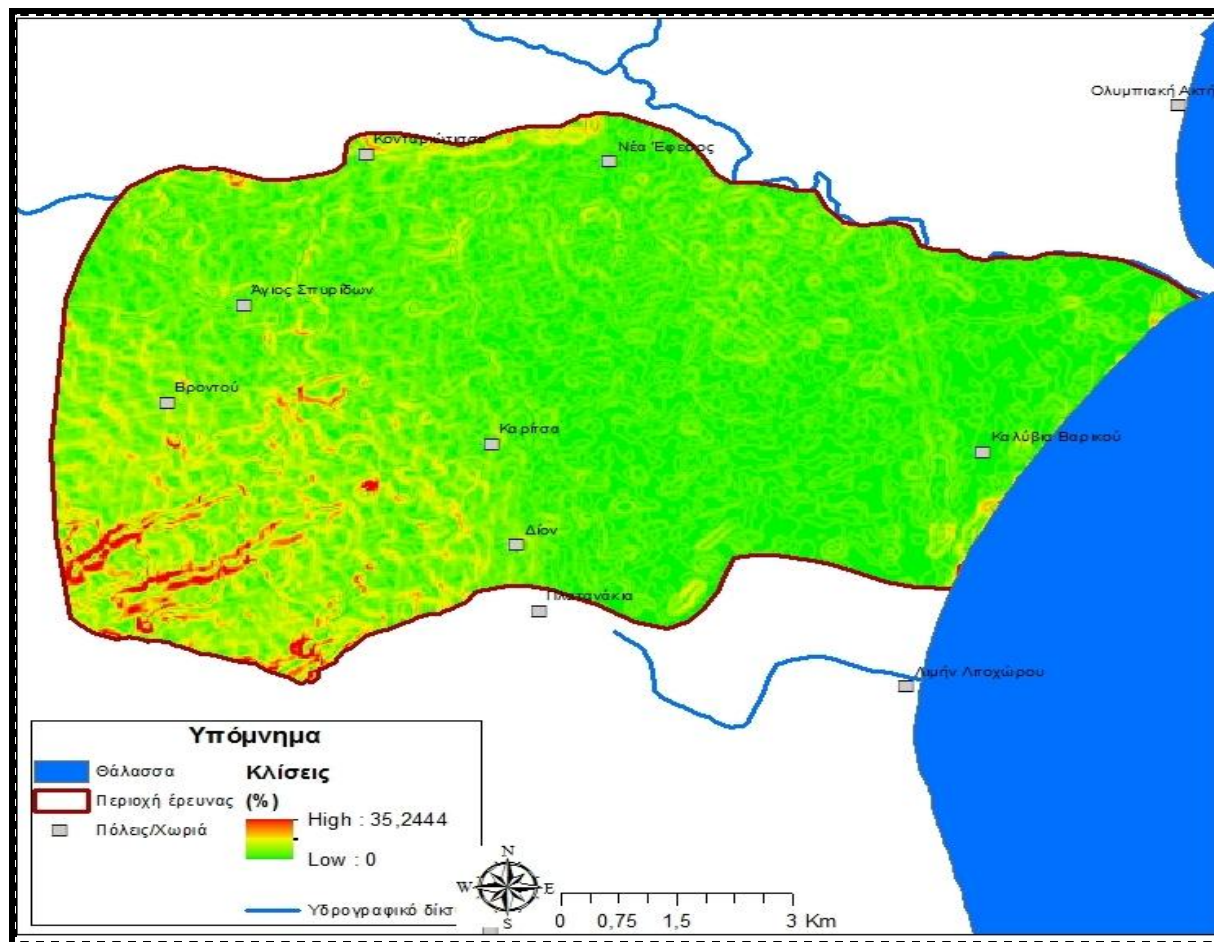 Ολυμπιακή Ακτή
Κονταριώτισσα
Νέα Έφεσος
Άγιος Σπυρίδων
Βροντού
Καρίτσα
Καλύβια Βαρικού
Δίον
Πλατανάκια
Λιμήν Λιτοχώρου
Υπόμνημα
Θάλασσα
Περιοχή έρευνας
Πόλεις/Χωριά
Κλίσεις
(%)
High : 35,2444
Low : 0
Υδρογραφικό δίκτ
N
W E
S
0 0,75 1,5 3 Km